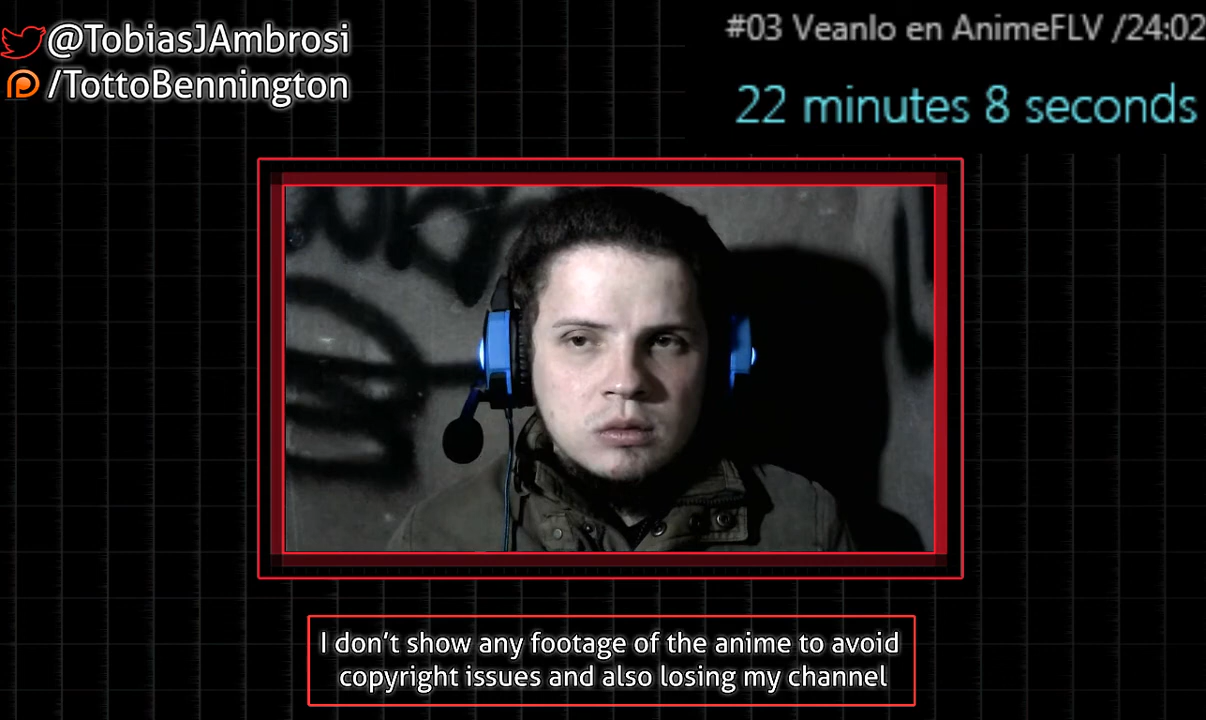 @TobiasJAmbrosi
/TottoBennington
#03 Veanlo en AnimeFLV /24:02
22 minutes 8 seconds
I don't show any footage of the anime to avoid
copyright issues and also losing my channel